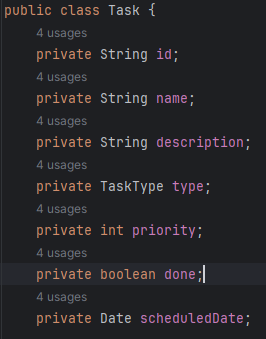 public class Task {
4 usages
private String id;
4 usages
private String name;
4 usages
private String description;
4 usages
private TaskType type;
4 usages
private int priority;
4 usages
private boolean done;
4 usages
private Date scheduledDate;